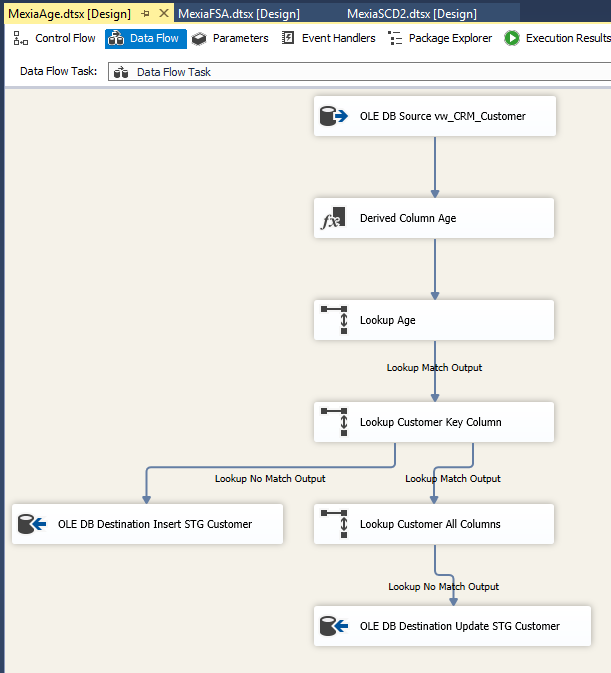 MexiaAge.dtsx [Design] MexiaFSA.dtsx [Design] MexiaSCD2.dtsx [Design]
Control Flow Data Flow Parameters Event Handlers Package Explorer Execution Results
Data Flow Task: Data Flow Task
OLE DB Source vw_CRM_Customer
fx Derived Column Age
Lookup Age
Lookup Match Output
Lookup Customer Key Column
Lookup No Match Output Lookup Match Output
OLE DB Destination Insert STG Customer Lookup Customer All Columns
Lookup No Match Output
OLE DB Destination Update STG Customer